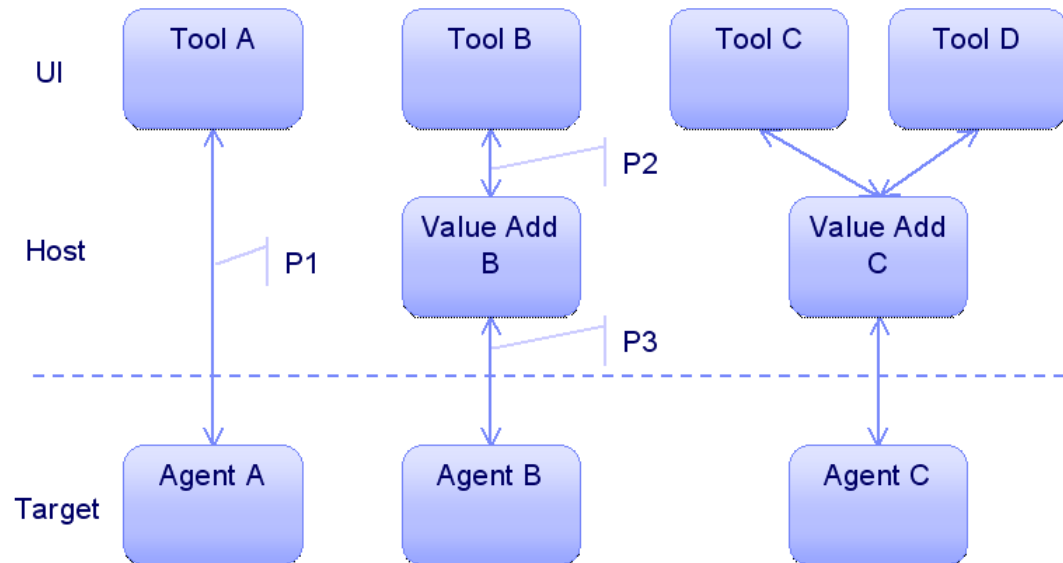 Tool A
Tool B
Tool C
Tool D
UI
P2
Value Add
B
Value Add
C
Host
P1
P3
Agent A
Agent B
Agent C
Target